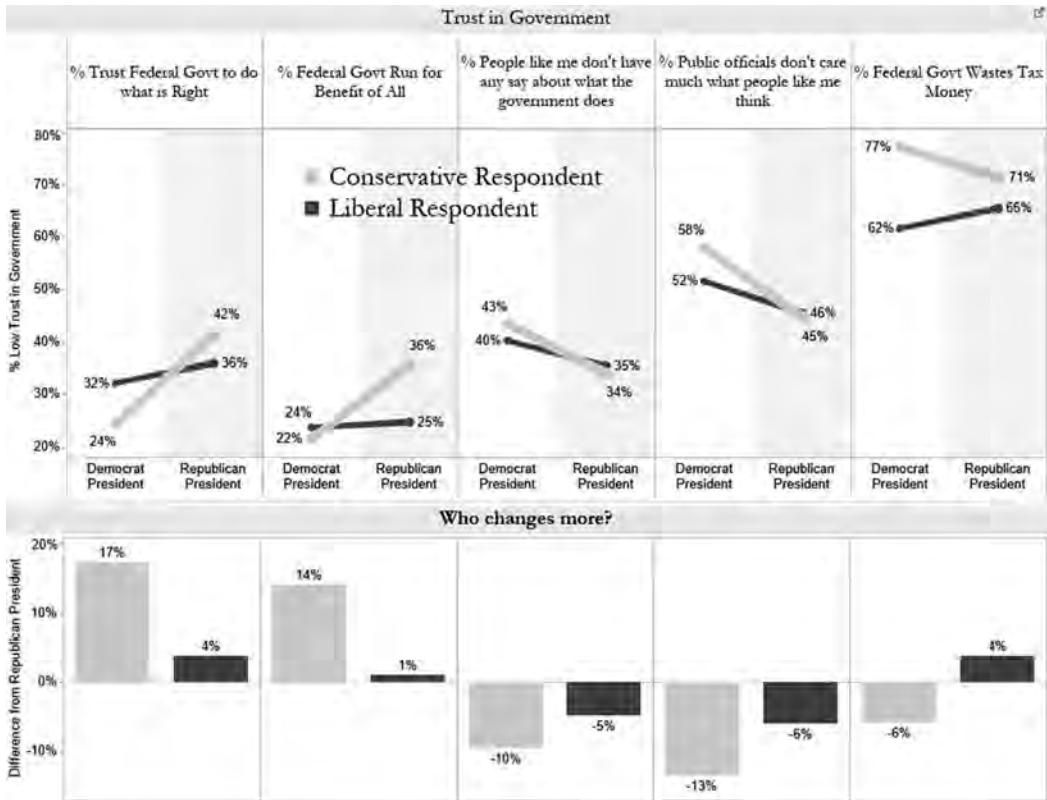 Trust in Government
% Trust Federal Govt to do
what is Right
% Federal Govt Run for
Benefit of All
% People like me don't have
any say about what the
government does
% Public officials don't care
much what people like me
think
% Federal Govt Wastes Tax
Money
% Low Trust in Government
80%
70%
60%
50%
40%
30%
20%
Conservative Respondent
Liberal Respondent
32%
24%
42%
36%
24%
22%
36%
25%
43%
40%
35%
34%
58%
52%
46%
45%
77%
62%
71%
66%
Democrat
President
Republican
President
Democrat
President
Republican
President
Democrat
President
Republican
President
Democrat
President
Republican
President
Democrat
President
Republican
President
Who changes more?
Difference from Republican President
20%
10%
0%
-10%
17%
4%
14%
1%
-10%
-5%
-13%
-6%
-6%
4%